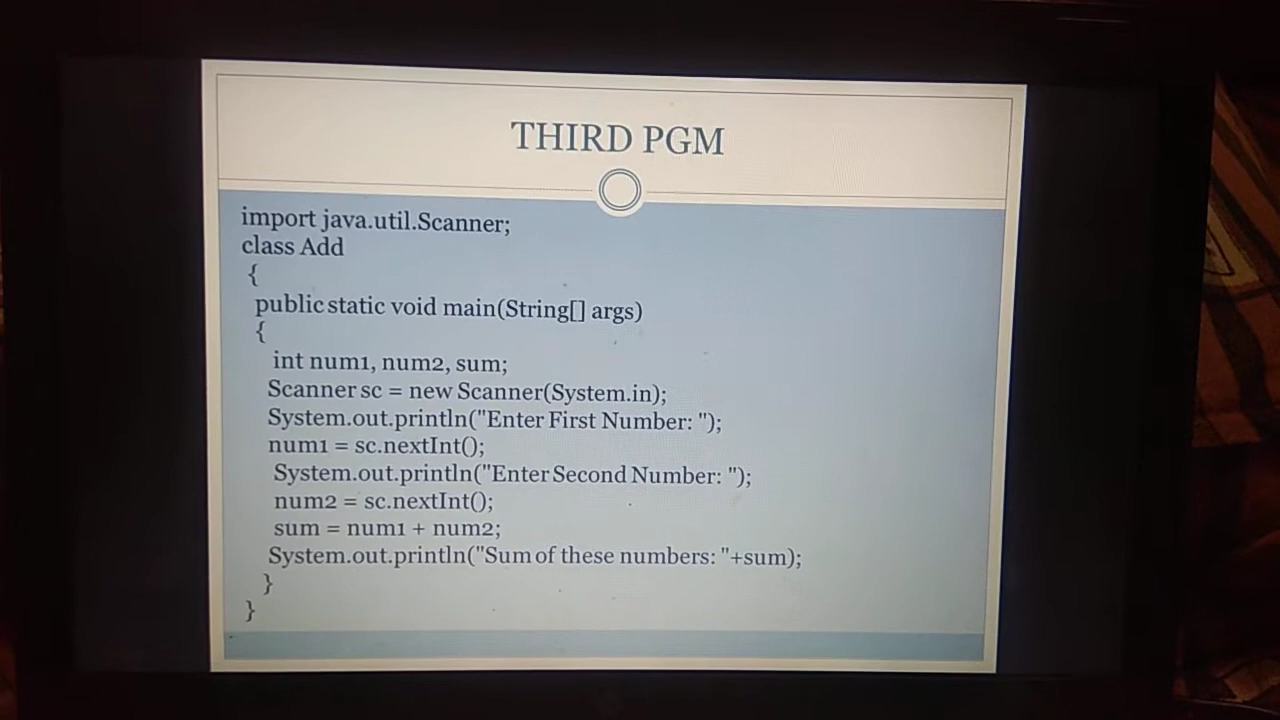 THIRD PGM
import java.util.Scanner;
class Add
{
public static void main(String[] args)
{
int num1, num2, sum;
Scanner sc = new Scanner(System.in);
System.out.println("Enter First Number: ");
num1 = sc.nextInt();
System.out.println("Enter Second Number: ");
num2 = sc.nextInt();
sum = num1 + num2;
System.out.println("Sum of these numbers: "+sum);
}
}